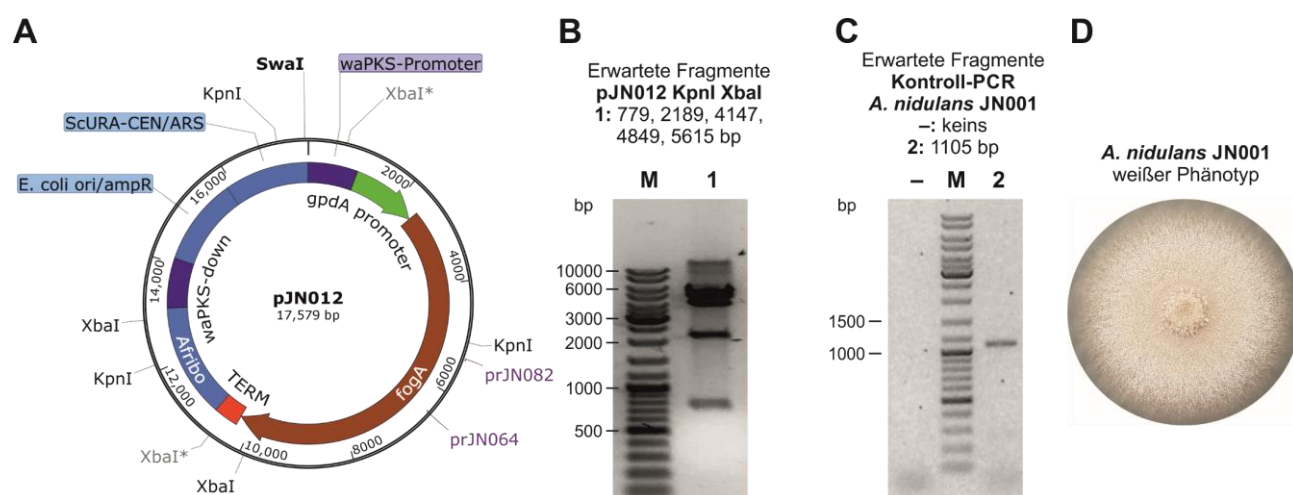 A
SwaI
waPKS-Promoter
KpnI
XbaI*
ScURA-CEN/ARS
E. coli ori/ampR
16,000
2000
gpdA promoter
4000
14,000
waPKS-down
pJN012
17,579 bp
XbaI
KpnI
Afribo
12,000
TERM
fogA
KpnI
6000
prJN082
prJN064
8000
10,000
XbaI*
XbaI
B
Erwartete Fragmente
pJN012 KpnI XbaI
1: 779, 2189, 4147,
4849, 5615 bp
M 1
bp
10000
6000
3000
2000
1000
500
C
Erwartete Fragmente
Kontroll-PCR
A. nidulans JN001
–: keins
2: 1105 bp
– M 2
bp
1500
1000
D
A. nidulans JN001
weißer Phänotyp